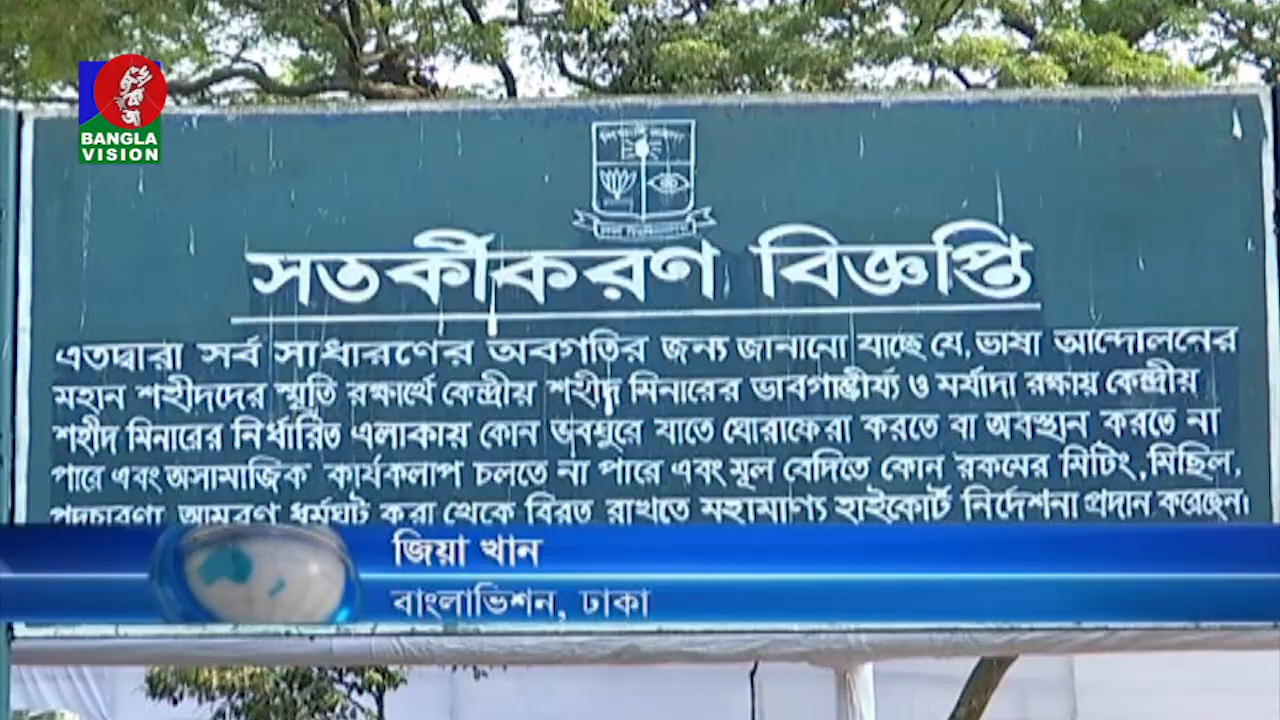 BANGLA
VISION
সতর্কীকরণ বিজ্ঞপ্তি
এতদ্বারা সর্ব সাধারণের অবগতির জন্য জানানো যাচ্ছে যে, ভাষা আন্দোলনের
মহান শহীদদের স্মৃতি রক্ষার্থে কেন্দ্রীয় শহীদ মিনারের ভাবগাম্ভীর্য্য ও মর্যাদা রক্ষায় কেন্দ্রীয়
শহীদ মিনারের নির্ধারিত এলাকায় কোন ভবঘুরে যাতে ঘোরাফেরা করতে বা অবস্থান করতে না
পারে এবং অসামাজিক কার্যকলাপ চলতে না পারে এবং মূল বেদিতে কোন রকমের মিটিং, মিছিল,
পদচারণা, আমরণ ধর্মঘট করা থেকে বিরত রাখতে মহামাণ্য হাইকোর্ট নির্দেশনা প্রদান করেছেন।
জিয়া খান
বাংলাভিশন, ঢাকা